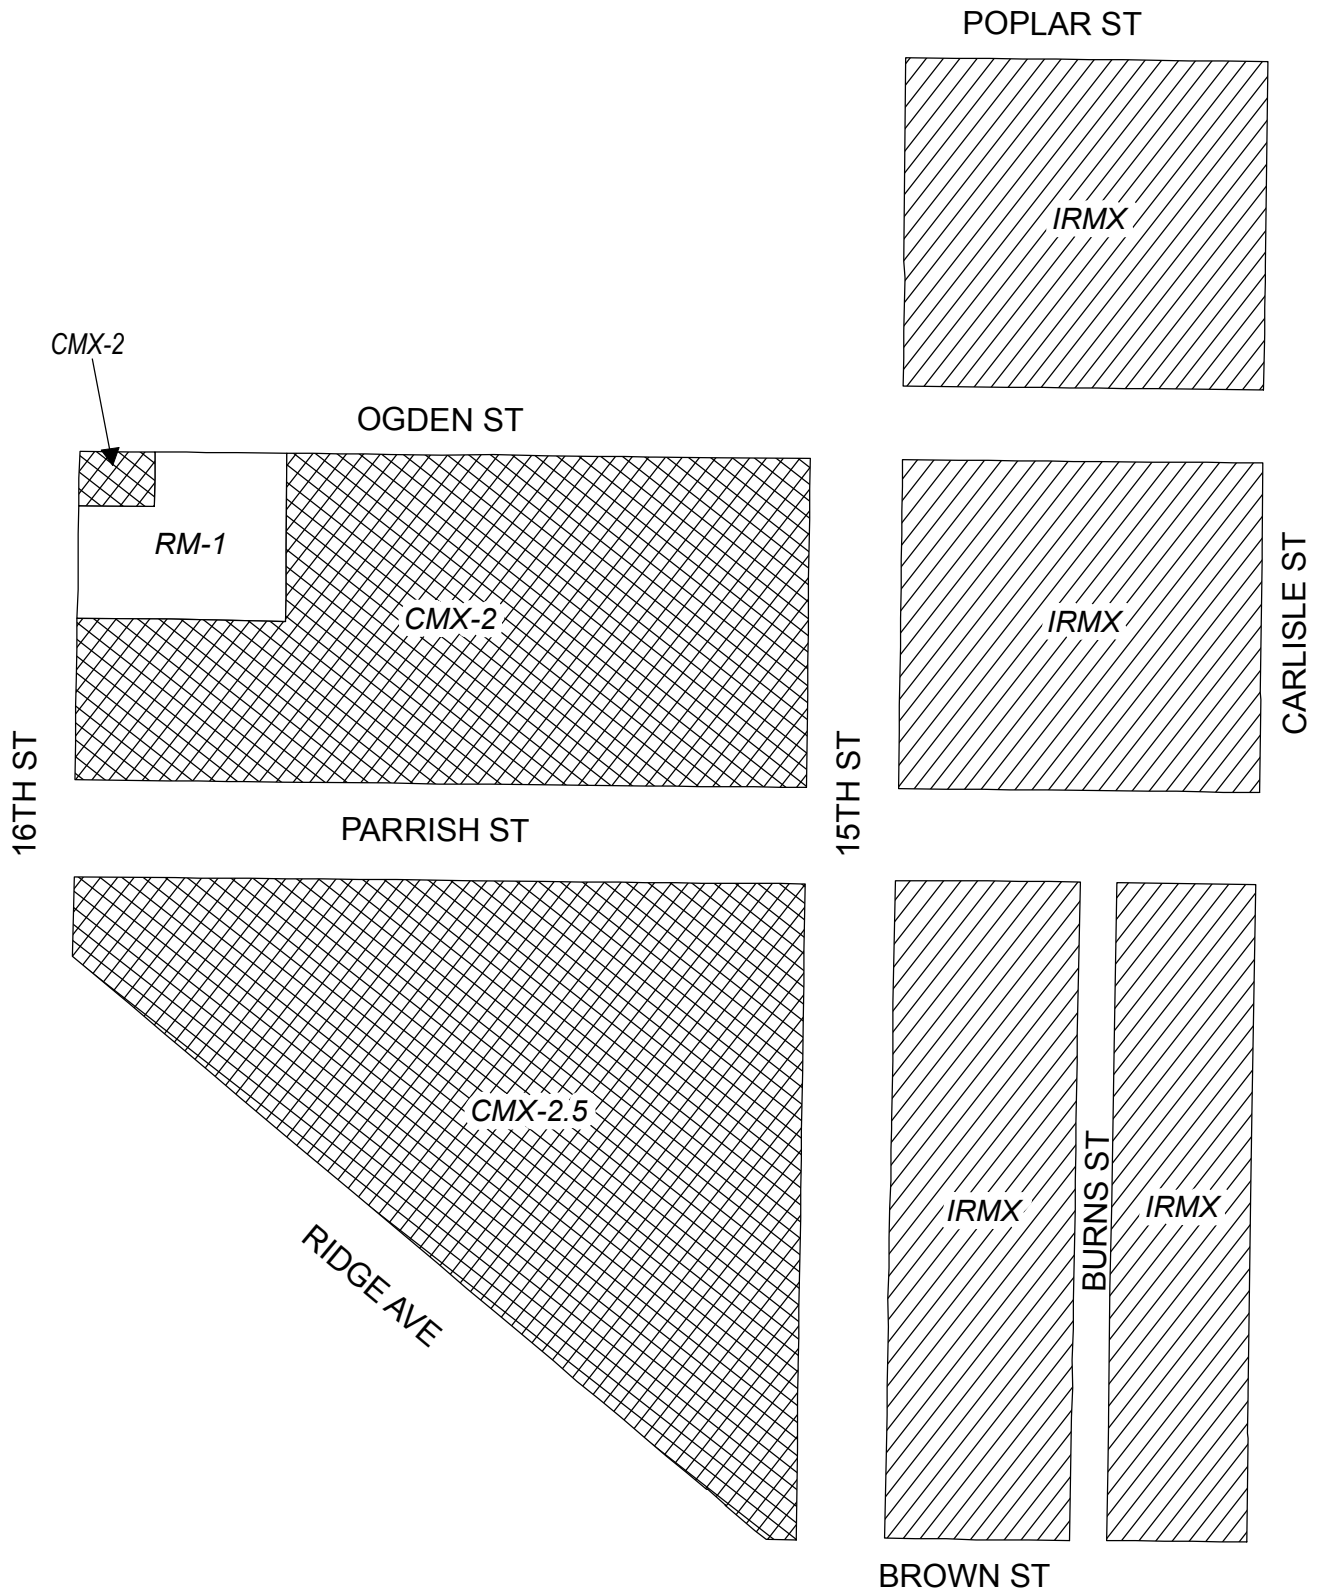 POPLAR ST
IRMX
CMX-2
OGDEN ST
RM-1
CMX-2
IRMX
CARLISLE ST
16TH ST
PARRISH ST
15TH ST
CMX-2.5
RIDGE AVE
IRMX
BURNS ST
IRMX
BROWN ST